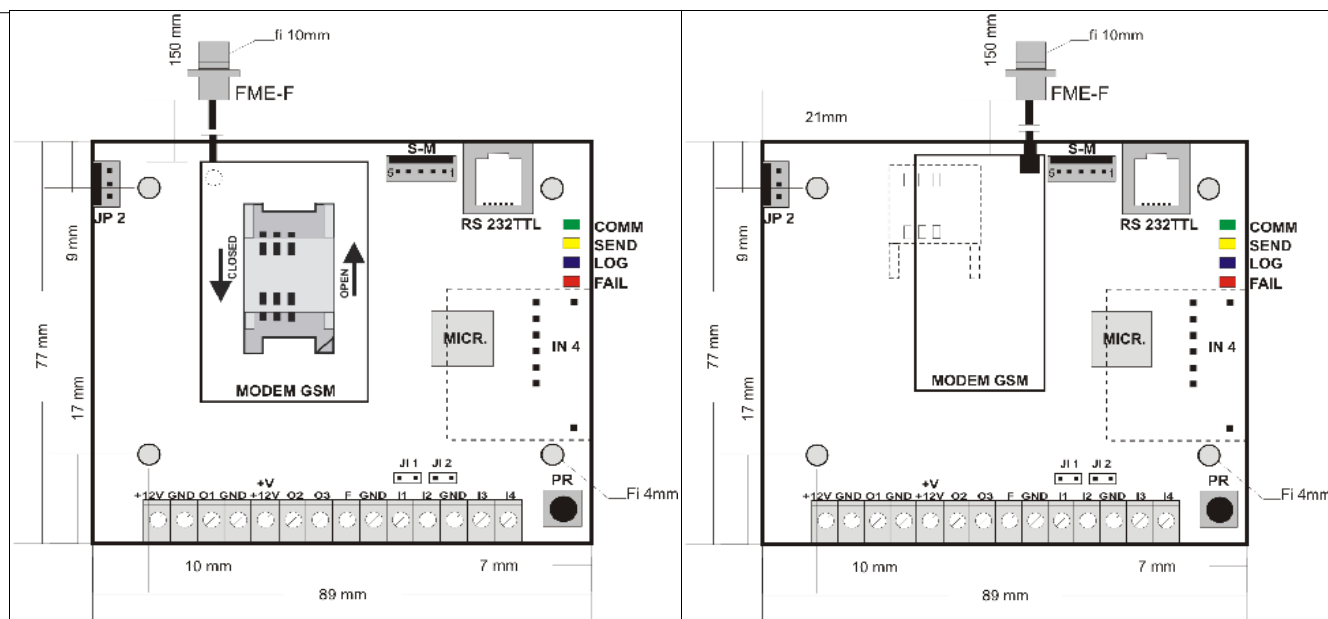 150 mm
fi 10mm
FME-F
S-M
5 1
JP 2
RS 232TTL
COMM
SEND
LOG
FAIL
9 mm
CLOSED
OPEN
MICR.
IN 4
77 mm
MODEM GSM
17 mm
JI 1 JI 2
PR
+V
+12V GND O1 GND +12V O2 O3 F GND I1 I2 GND I3 I4
Fi 4mm
10 mm
7 mm
89 mm
150 mm
fi 10mm
FME-F
21mm
S-M
5 1
JP 2
RS 232TTL
COMM
SEND
LOG
FAIL
9 mm
MICR.
IN 4
77 mm
MODEM GSM
17 mm
JI 1 JI 2
PR
+V
+12V GND O1 GND +12V O2 O3 F GND I1 I2 GND I3 I4
Fi 4mm
10 mm
7 mm
89 mm